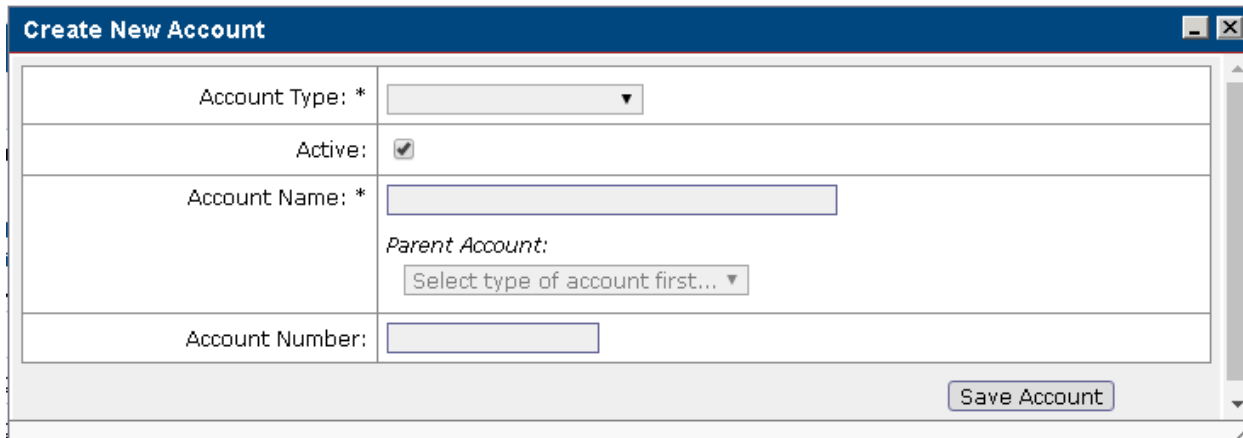 Create New Account
Account Type: *
Active:
Account Name: *
Parent Account:
Select type of account first...
Account Number:
Save Account